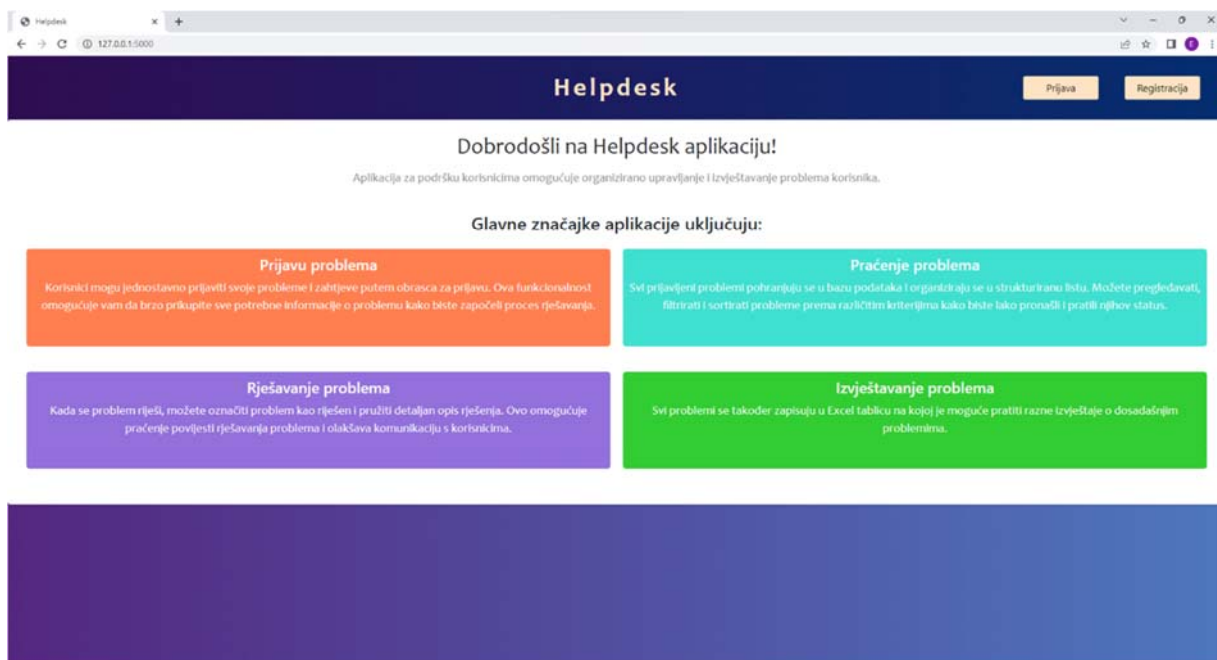 Helpdesk
127.0.0.1:5000
Helpdesk
Prijava
Registracija
Dobrodošli na Helpdesk aplikaciju!
Aplikacija za podršku korisnicima omogućuje organizirano upravljanje i izvještavanje problema korisnika.
Glavne značajke aplikacije uključuju:
Prijavu problema
Korisnici mogu jednostavno prijaviti svoje probleme i zahtjeve putem obrasca za prijavu. Ova funkcionalnost
omogućuje vam da brzo prikupite sve potrebne informacije o problemu kako biste započeli proces rješavanja.
Praćenje problema
Svi prijavljeni problemi pohranjuju se u bazu podataka i organiziraju se u strukturiranu listu. Možete pregledavati,
filtrirati i sortirati probleme prema različitim kriterijima kako biste lako pronašli i pratili njihov status.
Rješavanje problema
Kada se problem riješi, možete označiti problem kao riješen i pružiti detaljan opis rješenja. Ovo omogućuje
praćenje povijesti rješavanja problema i olakšava komunikaciju s korisnicima.
Izvještavanje problema
Svi problemi se također zapisuju u Excel tablicu na kojoj je moguće pratiti razne izvještaje o dosadašnjim
problemima.